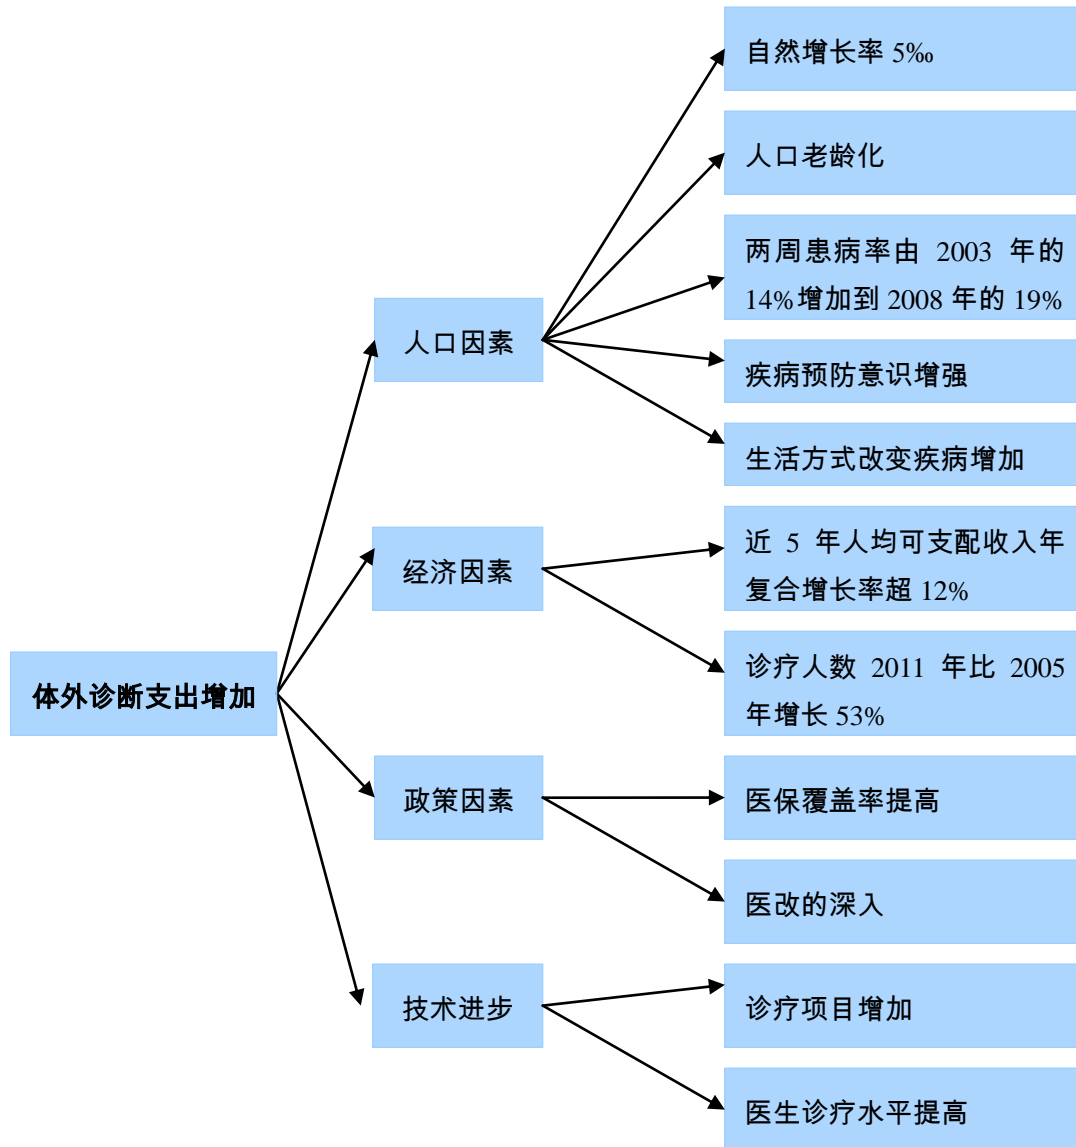 体外诊断支出增加
人口因素
自然增长率 5‰
人口老龄化
两周患病率由 2003 年的
14%增加到 2008 年的 19%
疾病预防意识增强
生活方式改变疾病增加
经济因素
近 5 年人均可支配收入年
复合增长率超 12%
诊疗人数 2011 年比 2005
年增长 53%
政策因素
医保覆盖率提高
医改的深入
技术进步
诊疗项目增加
医生诊疗水平提高